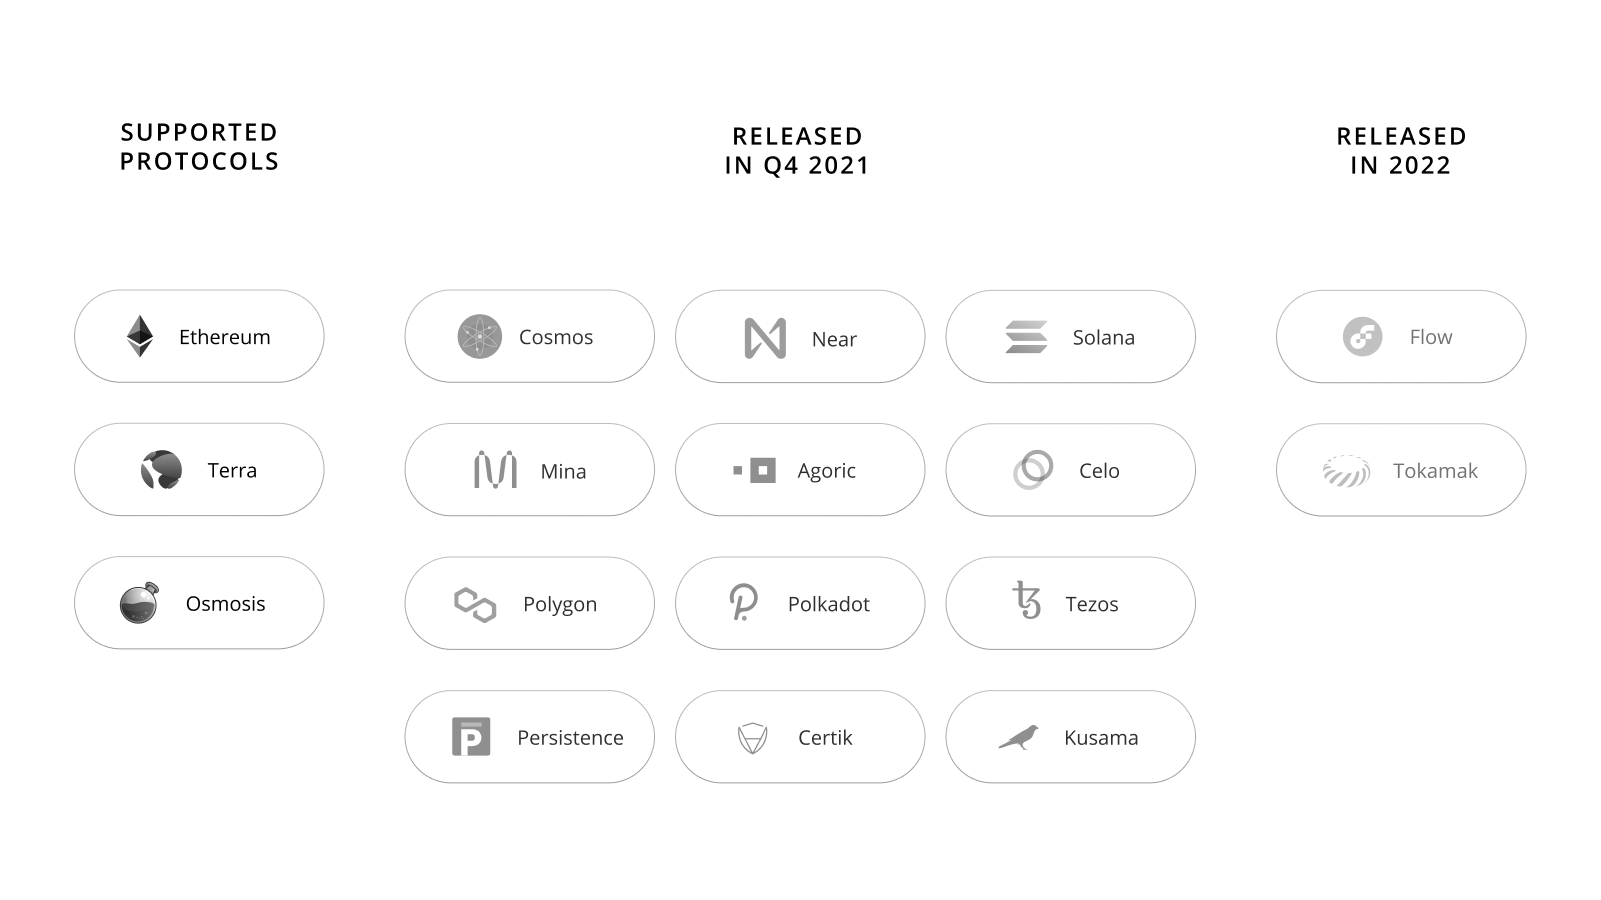 SUPPORTED
PROTOCOLS
RELEASED
IN Q4 2021
RELEASED
IN 2022
Ethereum
Cosmos
Near
Solana
Flow
Terra
Mina
Agoric
Celo
Tokamak
Osmosis
Polygon
Polkadot
Tezos
Persistence
Certik
Kusama